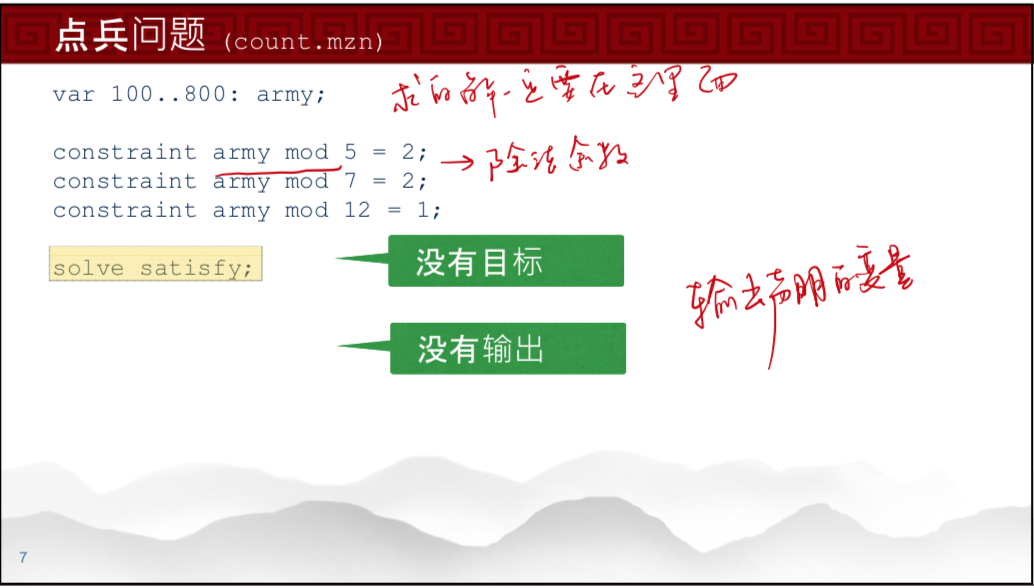 点兵问题 (count.mzn)
var 100..800: army; 求的解一定要在这里面
constraint army mod 5 = 2; → 除法余数
constraint army mod 7 = 2;
constraint army mod 12 = 1;
solve satisfy; 没有目标
输出声明的变量
没有输出
7